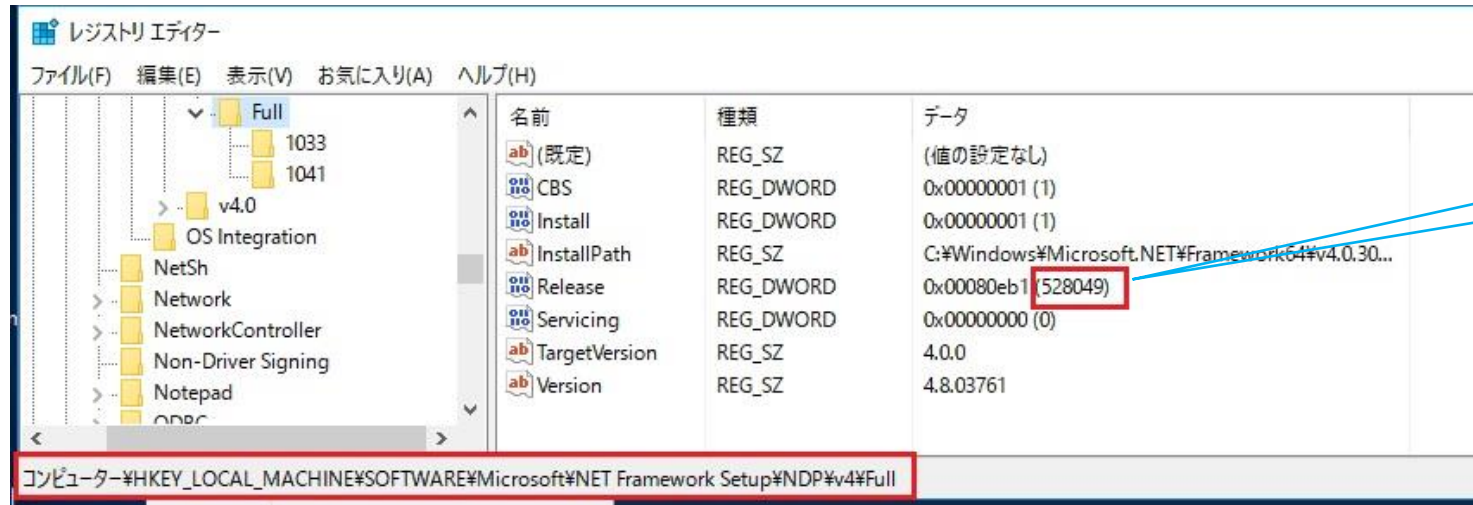 レジストリ エディター
ファイル(F) 編集(E) 表示(V) お気に入り(A) ヘルプ(H)
Full
1033
1041
v4.0
OS Integration
NetSh
Network
NetworkController
Non-Driver Signing
Notepad
ODBC
名前 種類 データ
(既定) REG_SZ (値の設定なし)
CBS REG_DWORD 0x00000001 (1)
Install REG_DWORD 0x00000001 (1)
InstallPath REG_SZ C:¥Windows¥Microsoft.NET¥Framework64¥v4.0.30...
Release REG_DWORD 0x00080eb1 (528049)
Servicing REG_DWORD 0x00000000 (0)
TargetVersion REG_SZ 4.0.0
Version REG_SZ 4.8.03761
コンピューター¥HKEY_LOCAL_MACHINE¥SOFTWARE¥Microsoft¥NET Framework Setup¥NDP¥v4¥Full